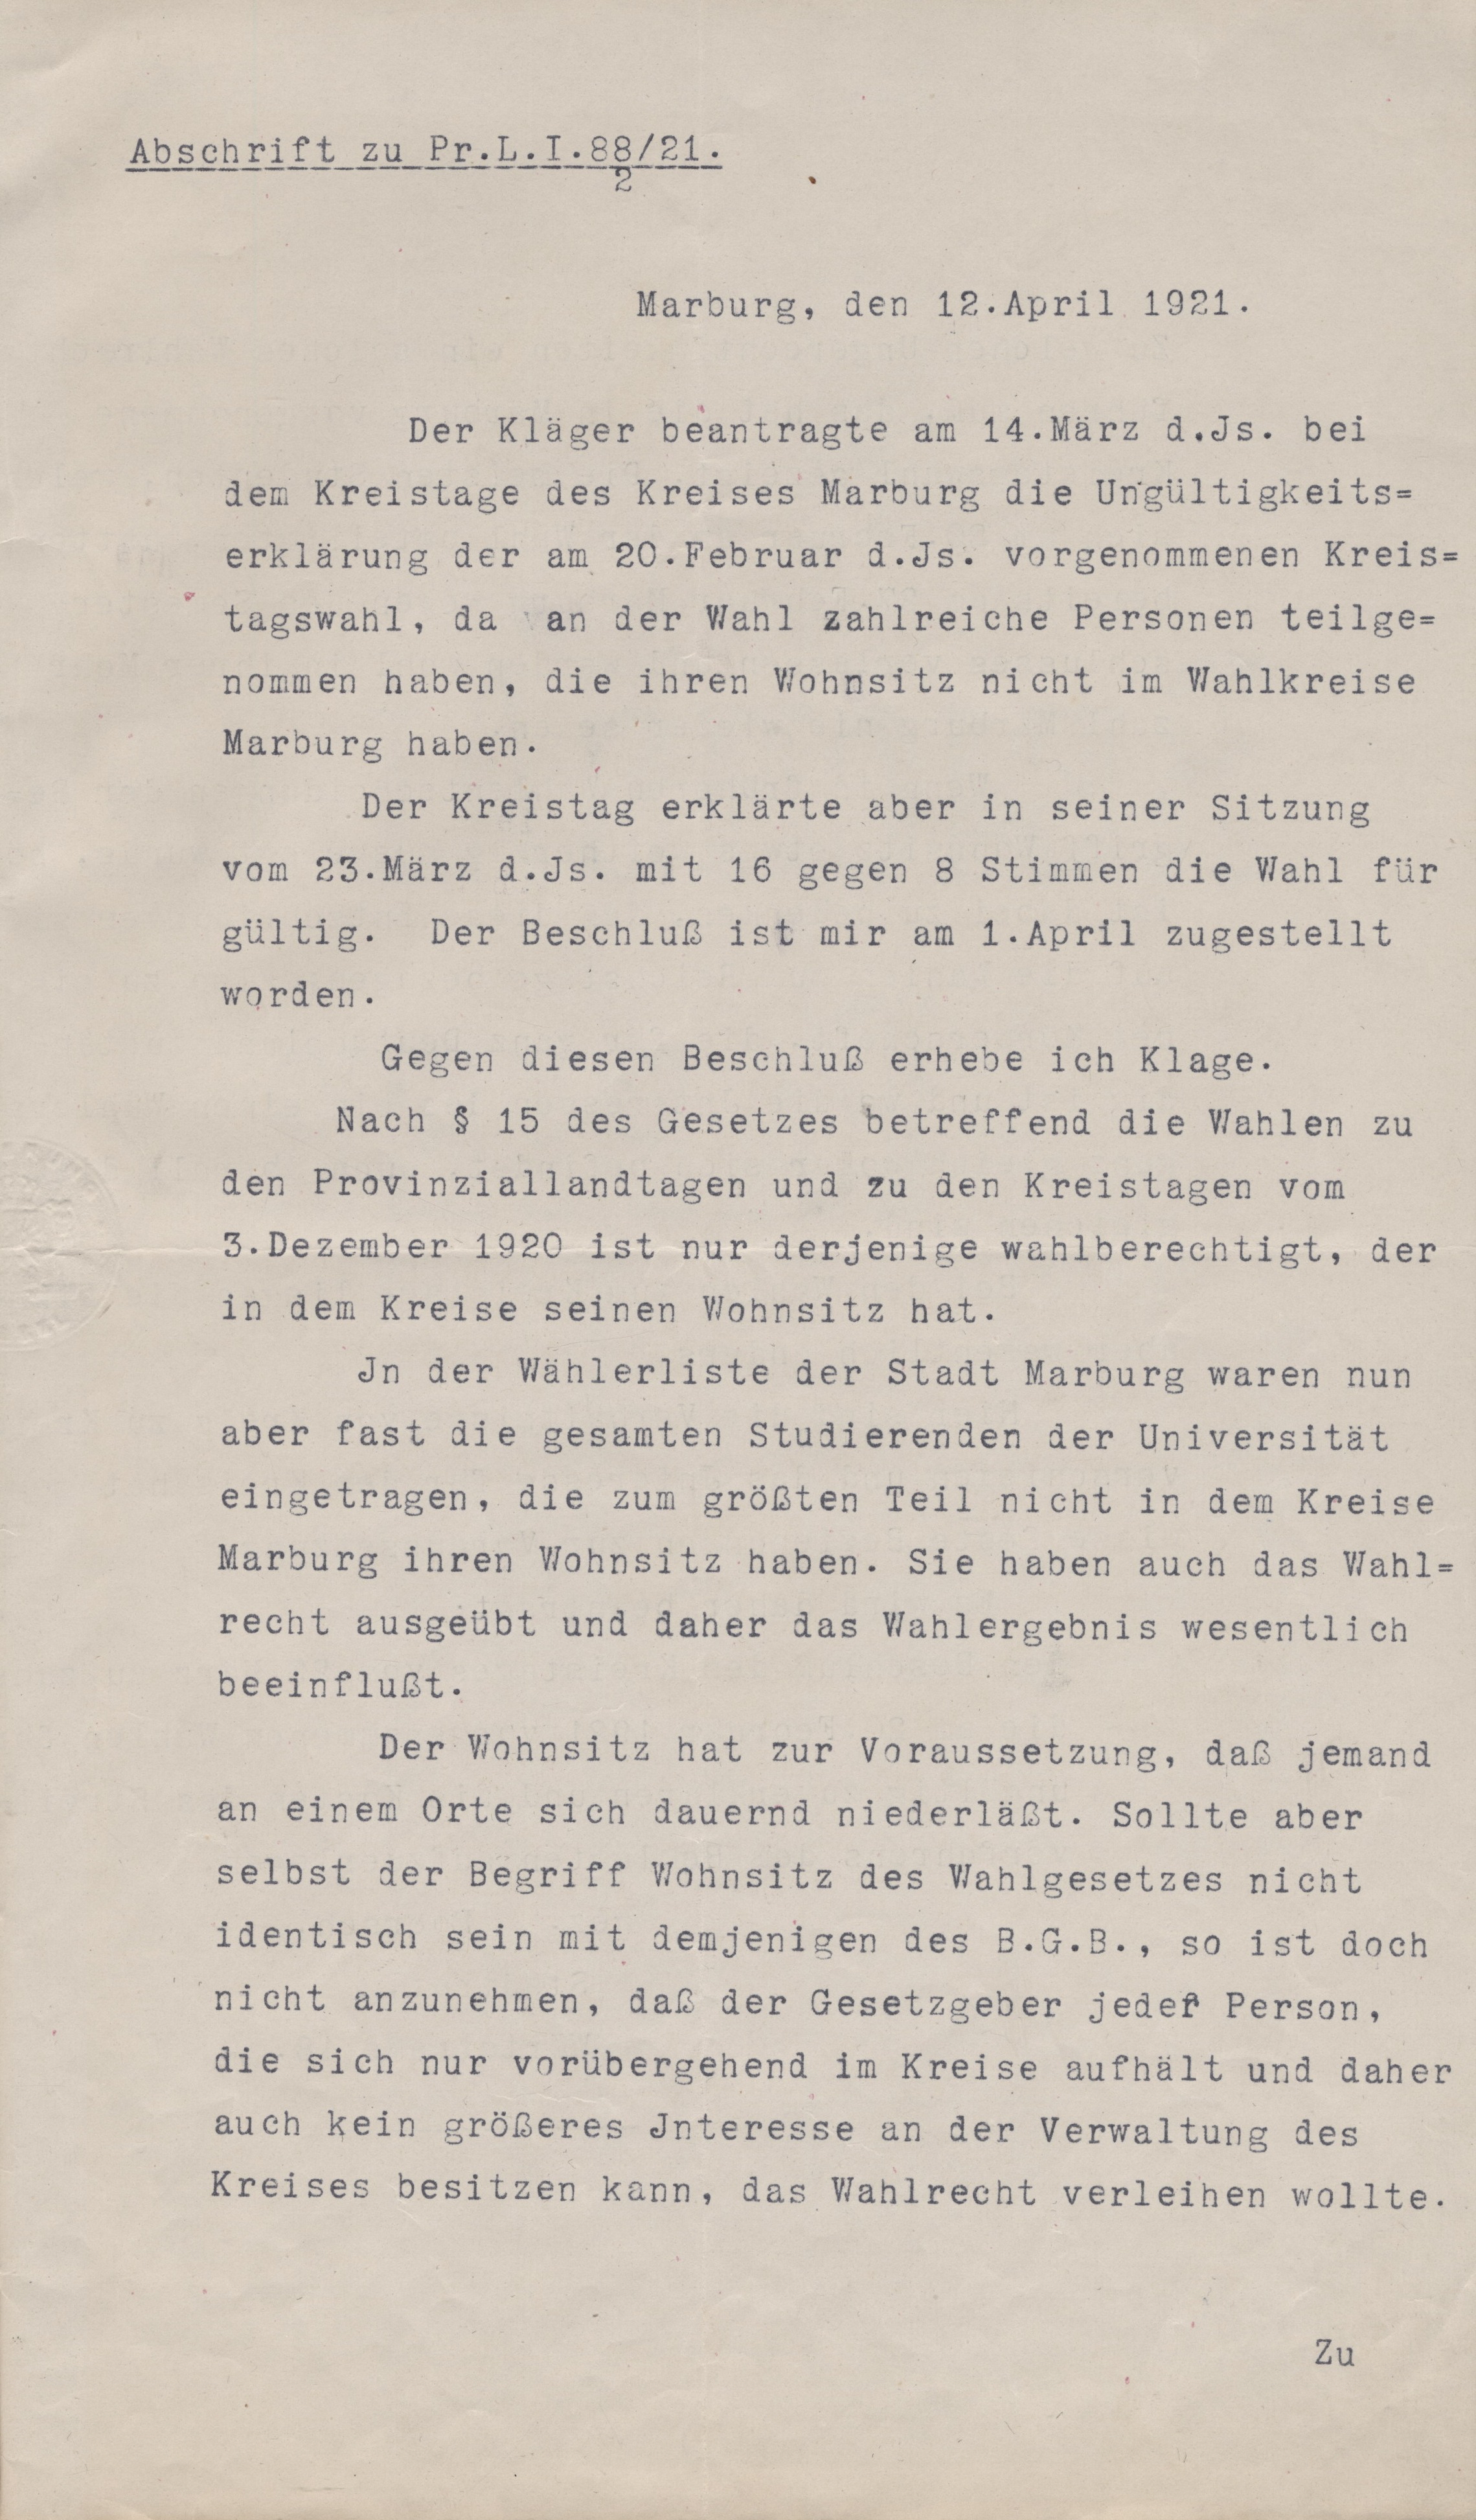 Abschrift zu Pr.L.I.88/21.
2
Marburg, den 12.April 1921.
Der Kläger beantragte am 14.März d.Js. bei
dem Kreistage des Kreises Marburg die Ungültigkeits=
erklärung der am 20.Februar d.Js. vorgenommenen Kreis=
tagswahl, da an der Wahl zahlreiche Personen teilge=
nommen haben, die ihren Wohnsitz nicht im Wahlkreise
Marburg haben.
Der Kreistag erklärte aber in seiner Sitzung
vom 23.März d.Js. mit 16 gegen 8 Stimmen die Wahl für
gültig. Der Beschluß ist mir am 1.April zugestellt
worden.
Gegen diesen Beschluß erhebe ich Klage.
Nach § 15 des Gesetzes betreffend die Wahlen zu
den Provinziallandtagen und zu den Kreistagen vom
3.Dezember 1920 ist nur derjenige wahlberechtigt, der
in dem Kreise seinen Wohnsitz hat.
Jn der Wählerliste der Stadt Marburg waren nun
aber fast die gesamten Studierenden der Universität
eingetragen, die zum größten Teil nicht in dem Kreise
Marburg ihren Wohnsitz haben. Sie haben auch das Wahl=
recht ausgeübt und daher das Wahlergebnis wesentlich
beeinflußt.
Der Wohnsitz hat zur Voraussetzung, daß jemand
an einem Orte sich dauernd niederläßt. Sollte aber
selbst der Begriff Wohnsitz des Wahlgesetzes nicht
identisch sein mit demjenigen des B.G.B., so ist doch
nicht anzunehmen, daß der Gesetzgeber jeder Person,
die sich nur vorübergehend im Kreise aufhält und daher
auch kein größeres Jnteresse an der Verwaltung des
Kreises besitzen kann, das Wahlrecht verleihen wollte.
Zu